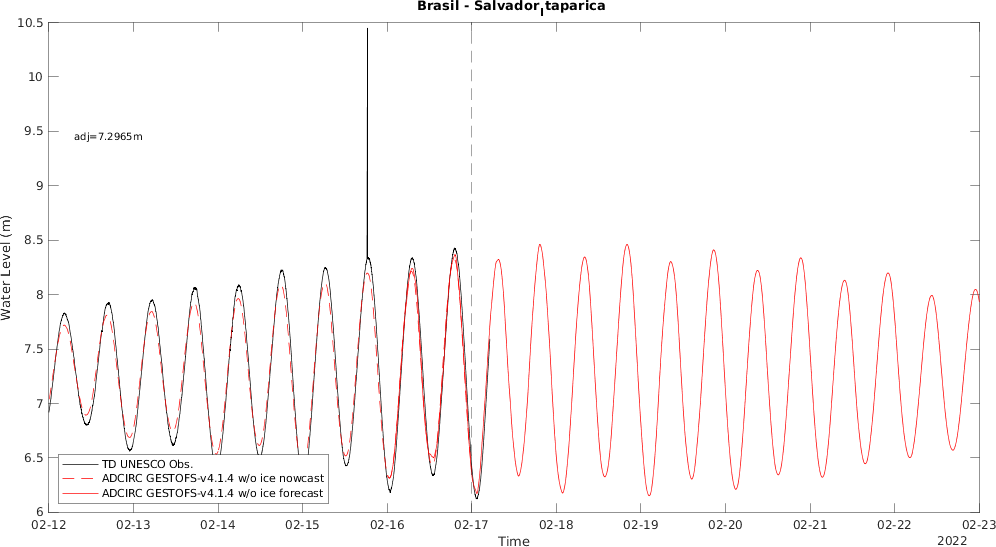 Brasil - Salvador,taparica
10.5
10
9.5
9
8.5
8
7.5
7
6.5
6
Water Level (m)
adj=7.2965m
TD UNESCO Obs.
ADCIRC GESTOFS-v4.1.4 w/o ice nowcast
ADCIRC GESTOFS-v4.1.4 w/o ice forecast
02-12 02-13 02-14 02-15 02-16 02-17 02-18 02-19 02-20 02-21 02-22 02-23
Time
2022